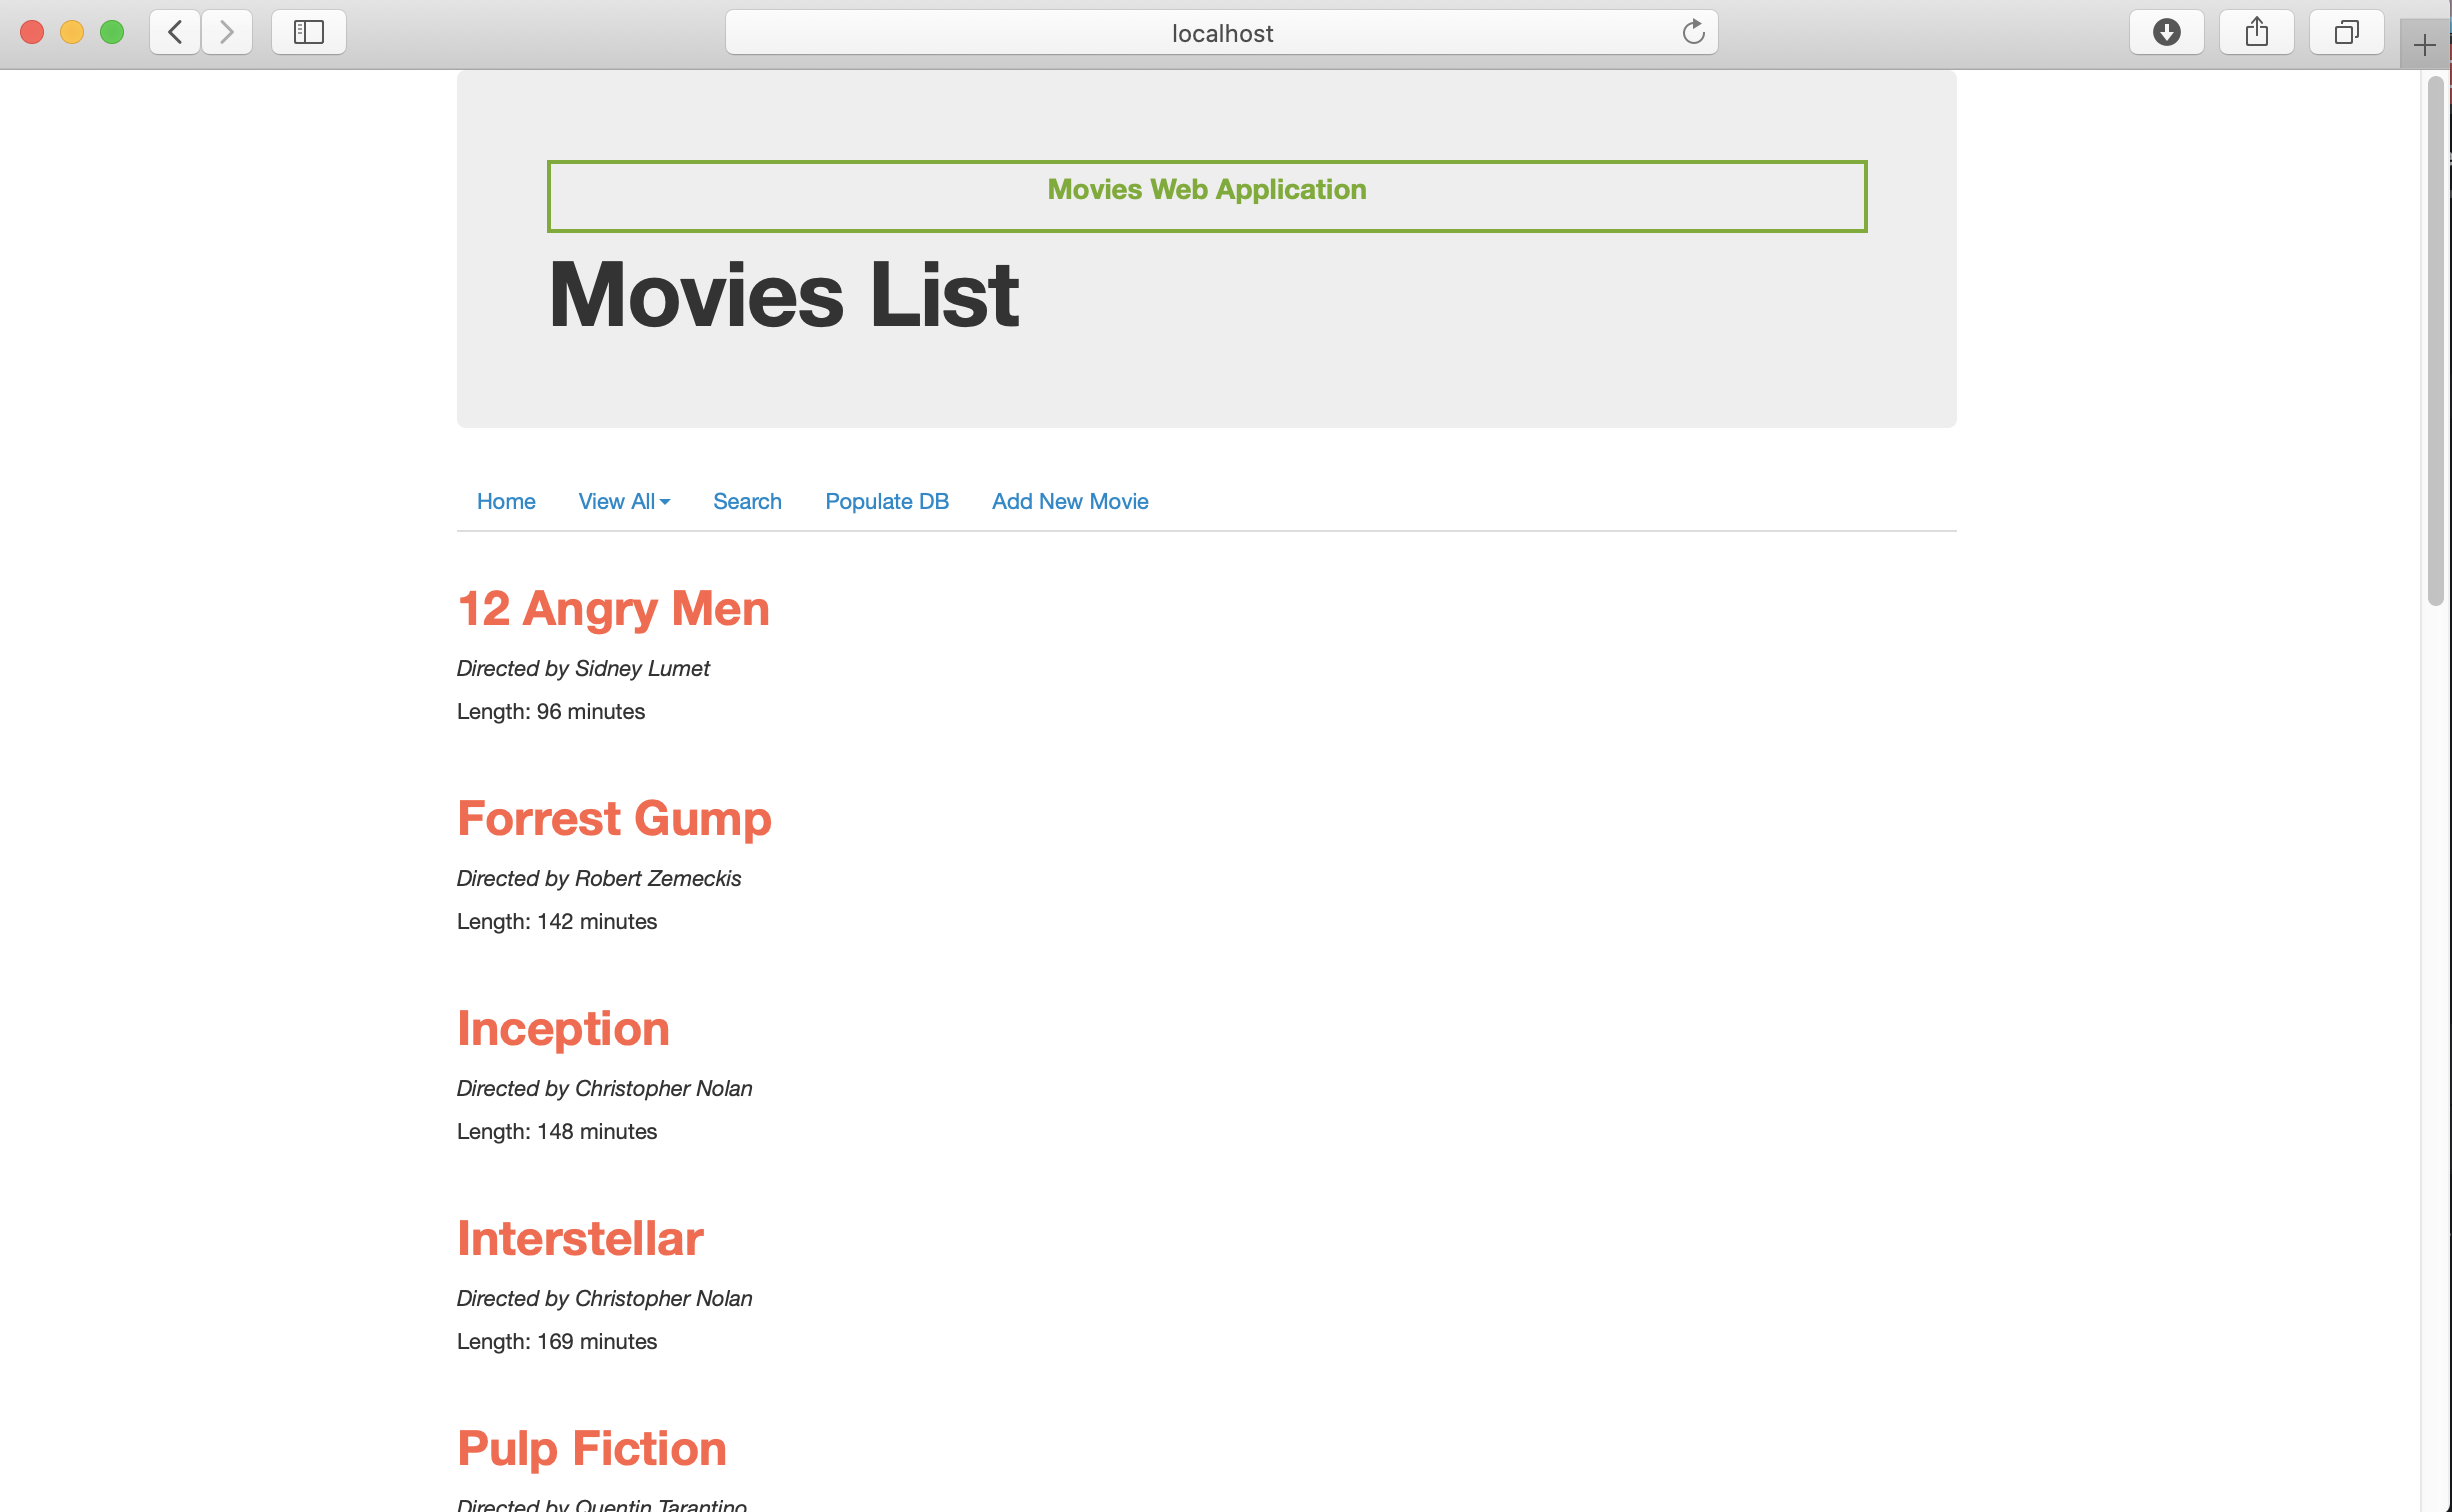 localhost
Movies Web Application
Movies List
Home View All Search Populate DB Add New Movie
12 Angry Men
Directed by Sidney Lumet
Length: 96 minutes
Forrest Gump
Directed by Robert Zemeckis
Length: 142 minutes
Inception
Directed by Christopher Nolan
Length: 148 minutes
Interstellar
Directed by Christopher Nolan
Length: 169 minutes
Pulp Fiction
Directed by Quentin Tarantino